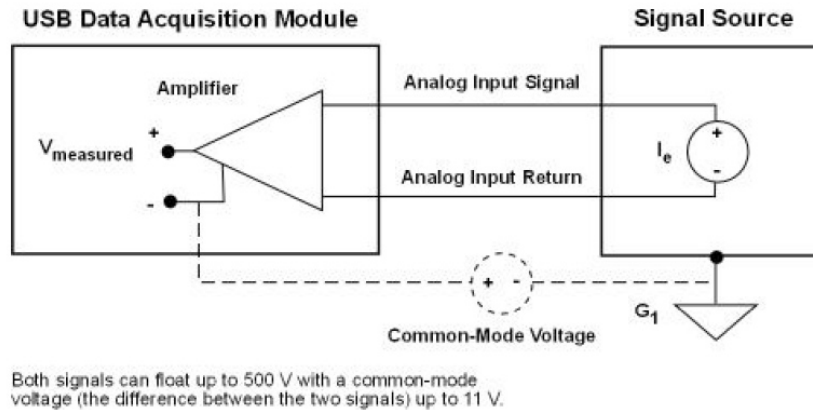 USB Data Acquisition Module
Signal Source
Amplifier
Analog Input Signal
+
V measured
-
Analog Input Return
+
Ie
-
+ -
Common-Mode Voltage
G1
Both signals can float up to 500 V with a common-mode
voltage (the difference between the two signals) up to 11 V.